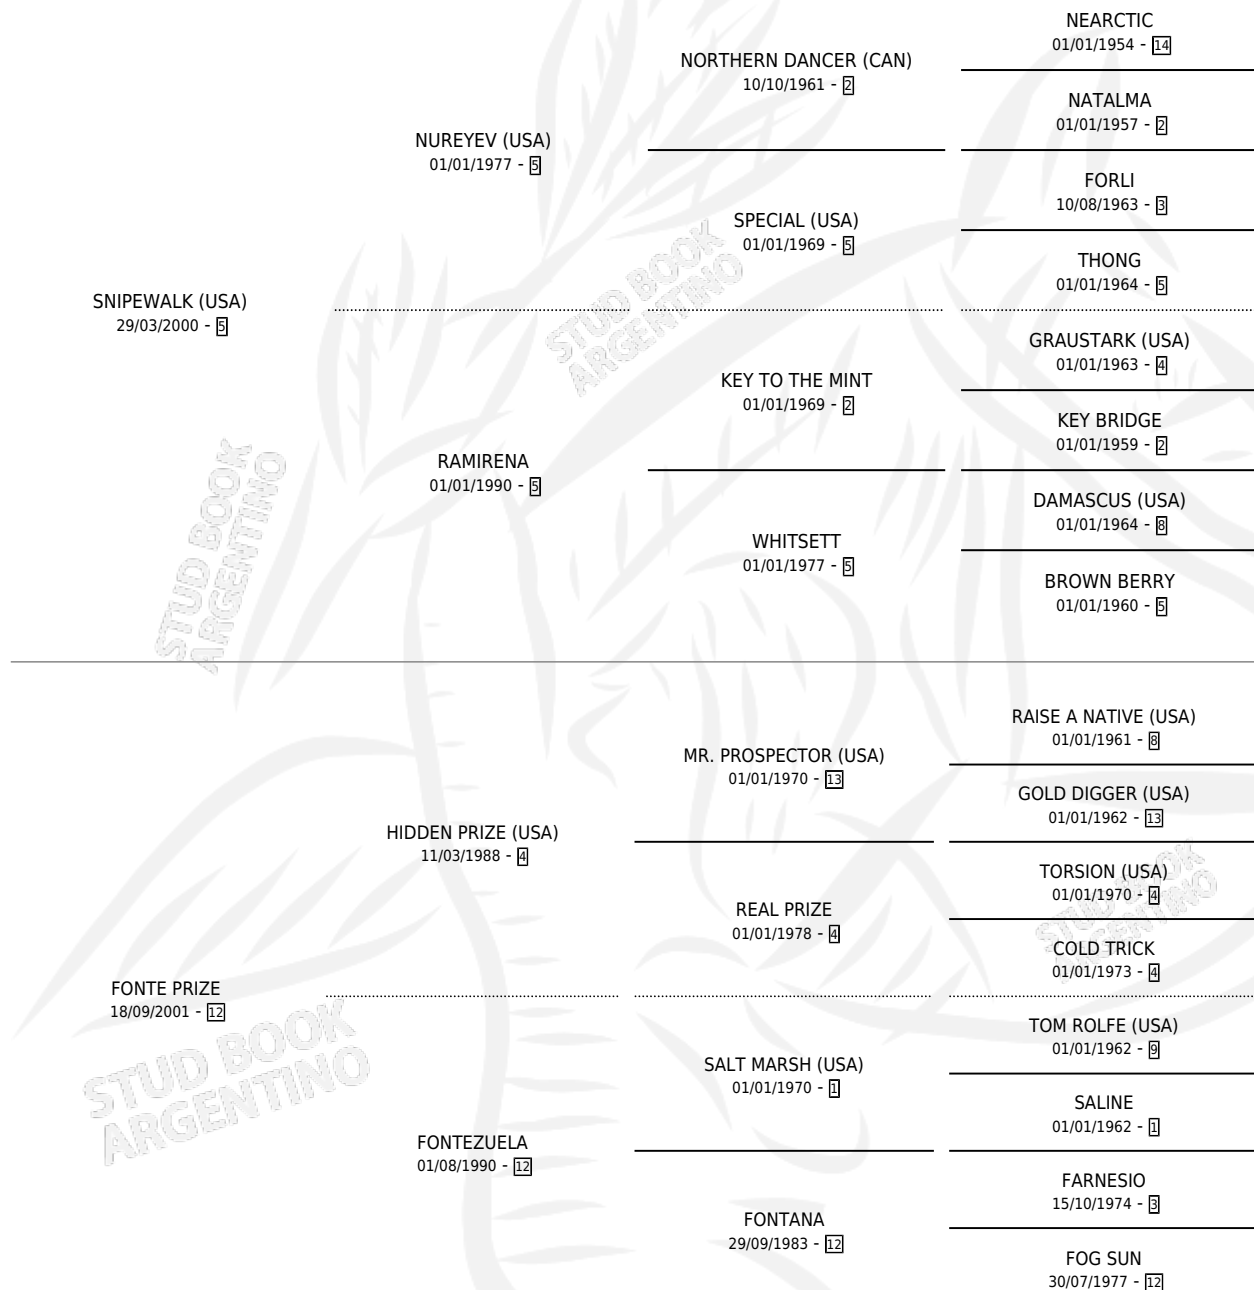 NEARCTIC
01/01/1954 - 14
NORTHERN DANCER (CAN)
10/10/1961 - 2
NATALMA
01/01/1957 - 2
NUREYEV (USA)
01/01/1977 - 5
FORLI
10/08/1963 - 3
SPECIAL (USA)
01/01/1969 - 5
THONG
01/01/1964 - 5
SNIPEWALK (USA)
29/03/2000 - 5
STUD BOOK
ARGENTINO
GRAUSTARK (USA)
01/01/1963 - 4
KEY TO THE MINT
01/01/1969 - 2
KEY BRIDGE
01/01/1959 - 2
RAMIRENA
01/01/1990 - 5
DAMASCUS (USA)
01/01/1964 - 8
WHITSETT
01/01/1977 - 5
BROWN BERRY
01/01/1960 - 5
STUD BOOK
ARGENTINO
RAISE A NATIVE (USA)
01/01/1961 - 8
MR. PROSPECTOR (USA)
01/01/1970 - 13
GOLD DIGGER (USA)
01/01/1962 - 13
HIDDEN PRIZE (USA)
11/03/1988 - 4
TORSION (USA)
01/01/1970 - 4
REAL PRIZE
01/01/1978 - 4
STUD BOOK
ARGENTINO
COLD TRICK
01/01/1973 - 4
FONTE PRIZE
18/09/2001 - 12
STUD BOOK
ARGENTINO
TOM ROLFE (USA)
01/01/1962 - 9
SALT MARSH (USA)
01/01/1970 - 1
SALINE
01/01/1962 - 1
FONTEZUELA
01/08/1990 - 12
FARNESIO
15/10/1974 - 3
FONTANA
29/09/1983 - 12
FOG SUN
30/07/1977 - 12